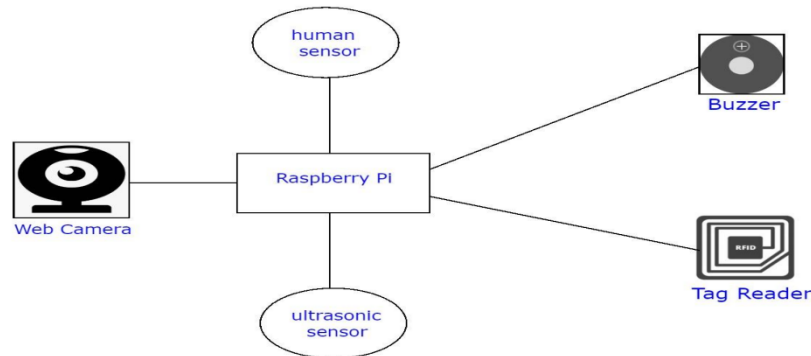 human
sensor
Buzzer
Raspberry PI
Web Camera
RFID
Tag Reader
ultrasonic
sensor